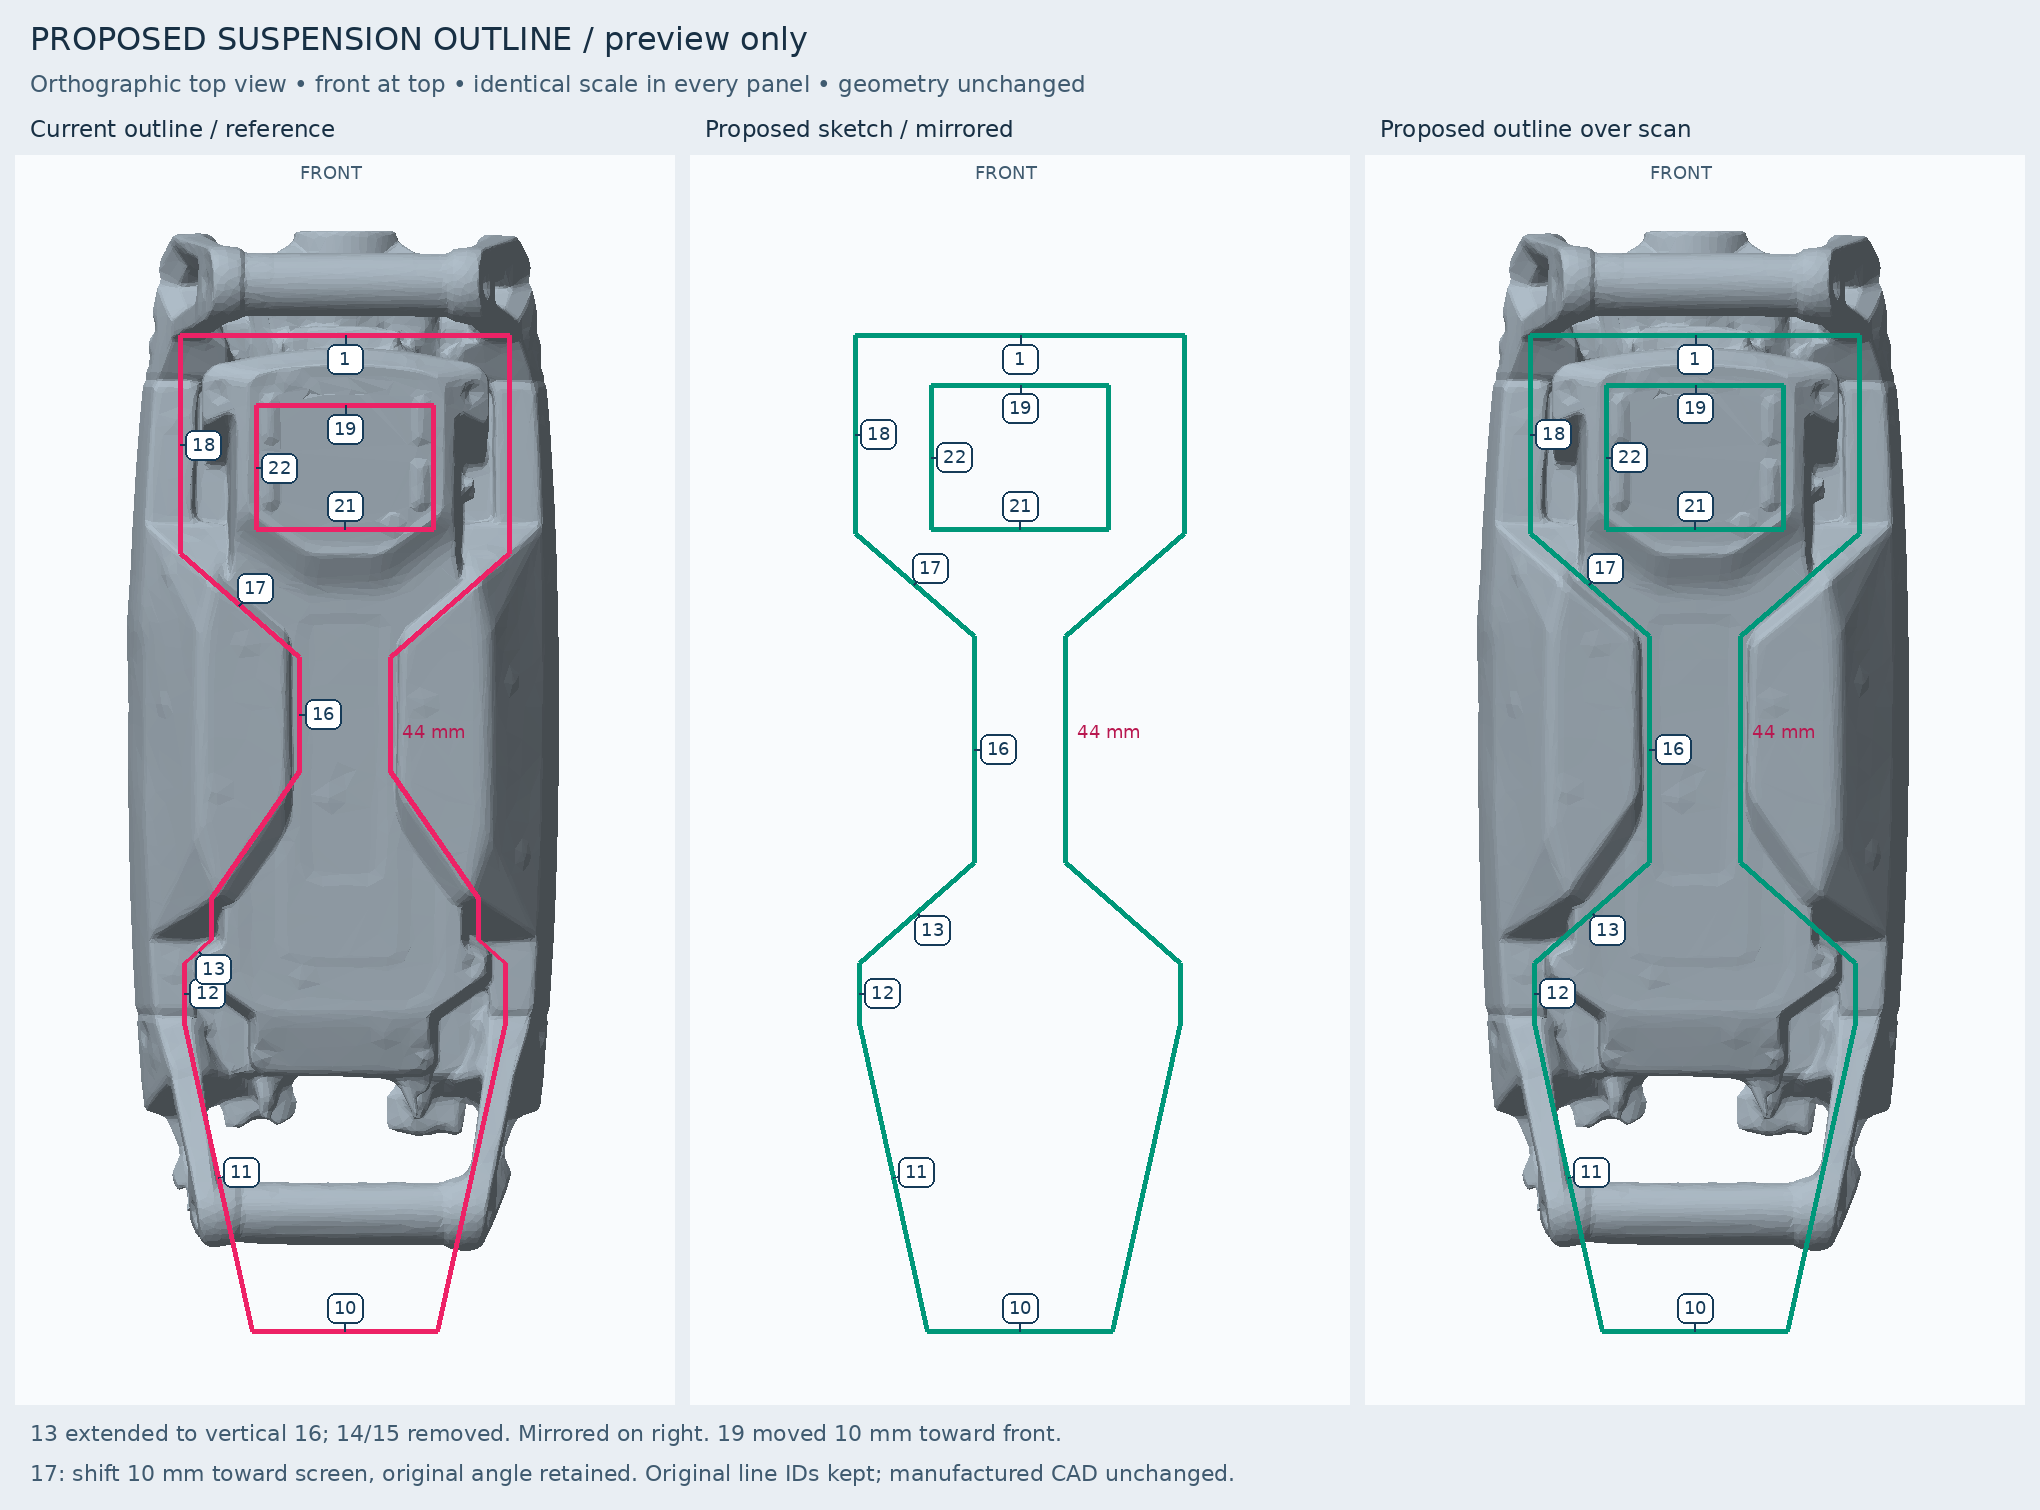 PROPOSED SUSPENSION OUTLINE / preview only
Orthographic top view • front at top • identical scale in every panel • geometry unchanged
Current outline / reference
FRONT
1
19
18
22
21
17
16
44 mm
13
12
11
10
Proposed sketch / mirrored
FRONT
1
19
18
22
21
17
44 mm
16
13
12
11
10
Proposed outline over scan
FRONT
1
19
18
22
21
17
44 mm
16
13
12
11
10
13 extended to vertical 16; 14/15 removed. Mirrored on right. 19 moved 10 mm toward front.
17: shift 10 mm toward screen, original angle retained. Original line IDs kept; manufactured CAD unchanged.